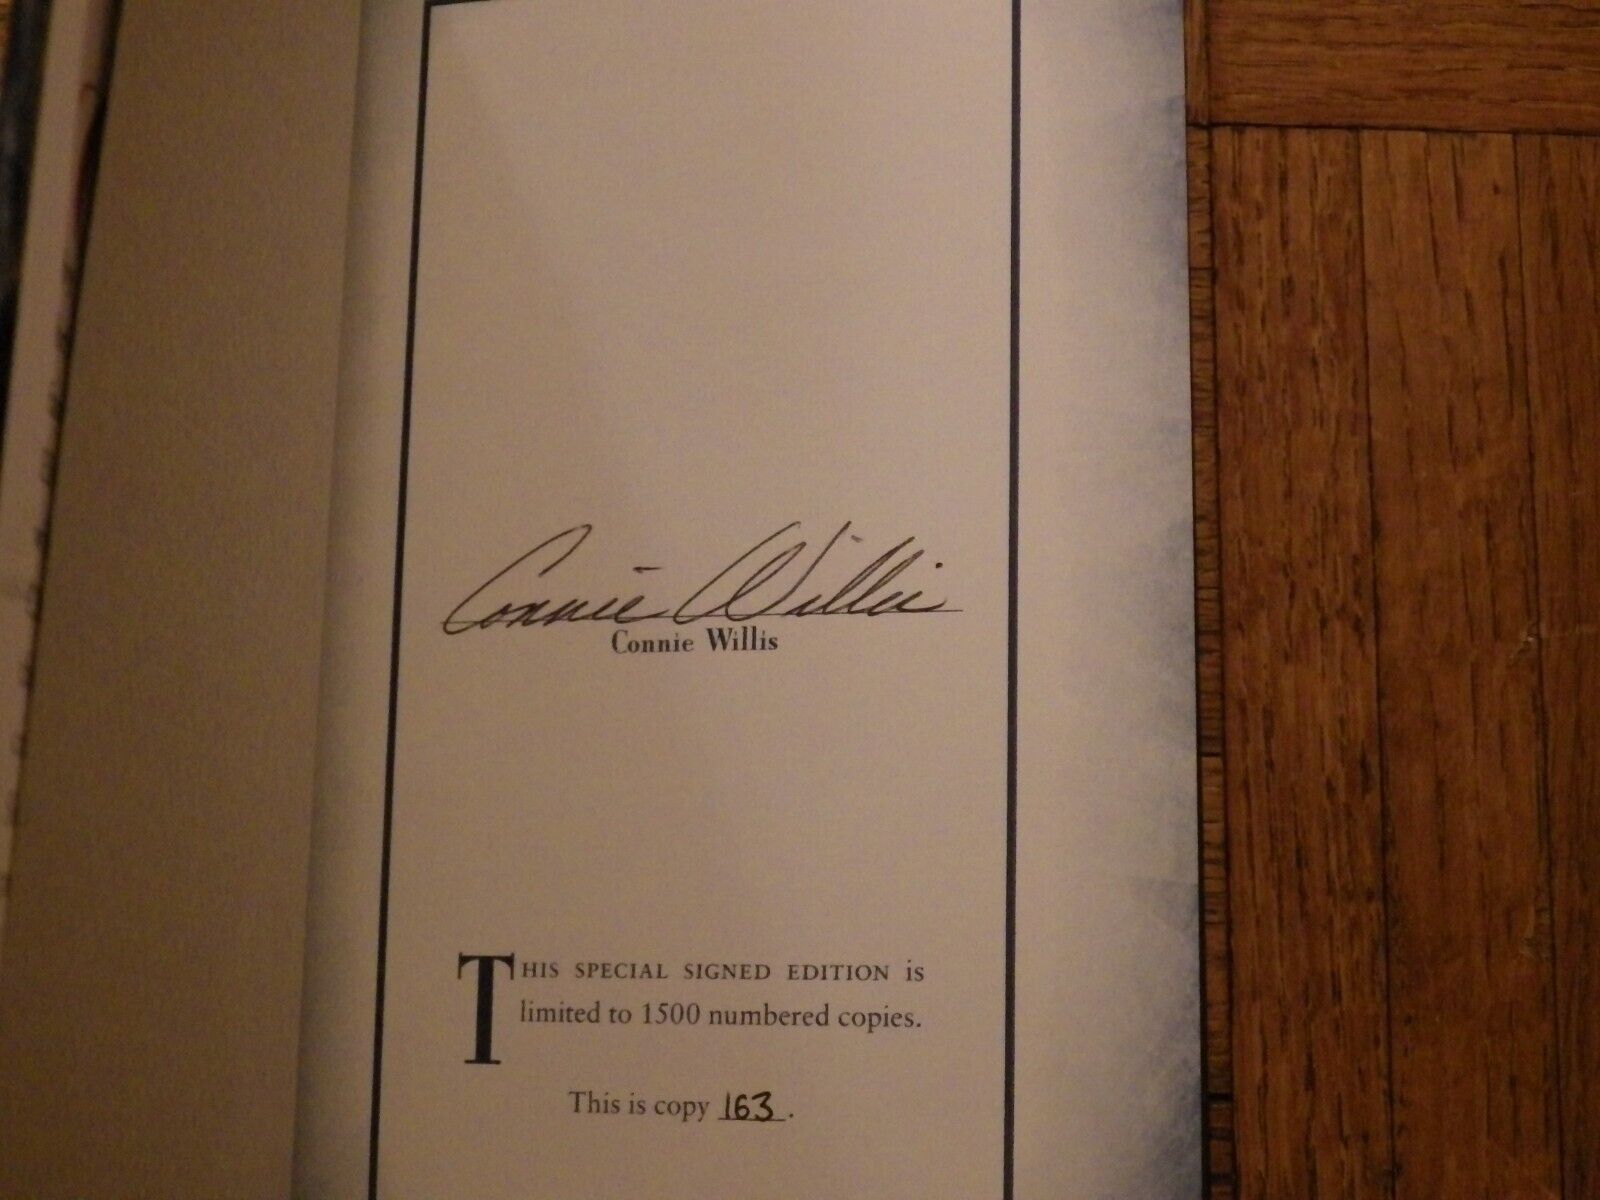 Connie Willis
Connie Willis
THIS SPECIAL SIGNED EDITION is
limited to 1500 numbered copies.
This is copy 163.